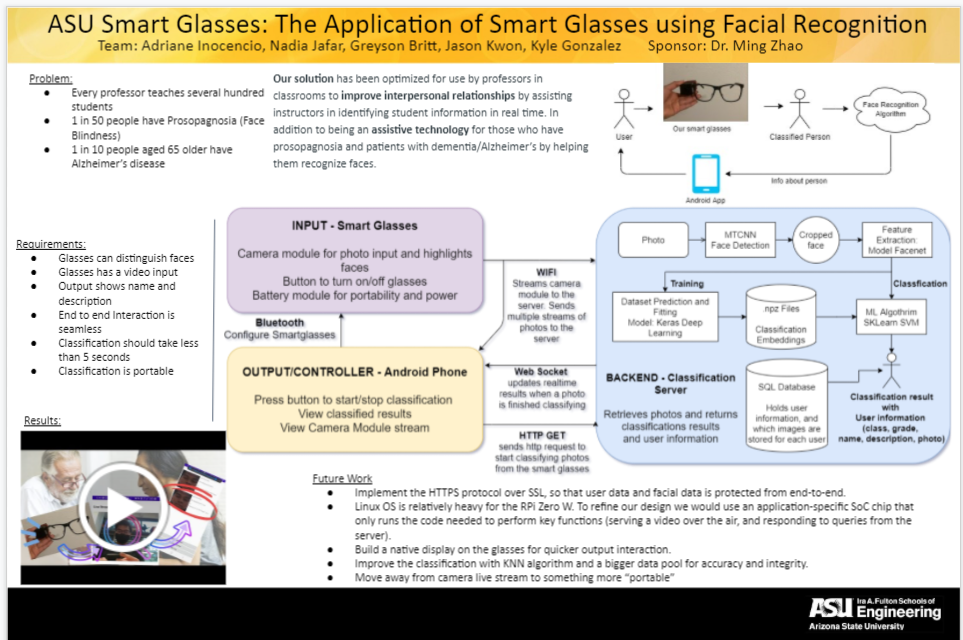 ASU Smart Glasses: The Application of Smart Glasses using Facial Recognition
Team: Adriane Inocencio, Nadia Jafar, Greyson Britt, Jason Kwon, Kyle Gonzalez Sponsor: Dr. Ming Zhao
Problem:
Every professor teaches several hundred
students
1 in 50 people have Prosopagnosia (Face
Blindness)
1 in 10 people aged 65 older have
Alzheimer's disease
Our solution has been optimized for use by professors in
classrooms to improve interpersonal relationships by assisting
instructors in identifying student information in real time. In
addition to being an assistive technology for those who have
prosopagnosia and patients with dementia/Alzheimer's by helping
them recognize faces.
User
Our smart glasses
Classified Person
Face Recognition
Algorithm
Info about person
Android App
Requirements:
Glasses can distinguish faces
Glasses has a video input
Output shows name and
description
End to end Interaction is
seamless
Classification should take less
than 5 seconds
Classification is portable
INPUT - Smart Glasses
Camera module for photo input and highlights
faces
Button to turn on/off glasses
Battery module for portability and power
Bluetooth
Configure Smartglasses
OUTPUT/CONTROLLER - Android Phone
Press button to start/stop classification
View classified results
View Camera Module stream
WIFI
Streams camera
module to the
server. Sends
multiple streams of
photos to the
server
Web Socket
updates realtime
results when a photo
is finished classifying
HTTP GET
sends http request to
start classifying photos
from the smart glasses
Photo
MTCNN
Face Detection
Cropped
face
Feature
Extraction:
Model Facenet
Training
Classfication
Dataset Prediction and
Fitting
Model: Keras Deep
Learning
.npz Files
Classification
Embeddings
ML Algothrim
SKLearn SVM
BACKEND - Classification
Server
Retrieves photos and returns
classifications results
and user information
SQL Database
Holds user
information, and
which images are
stored for each user
Classification result
with
User information
(class, grade,
name, description, photo)
Results:
Future Work
Implement the HTTPS protocol over SSL, so that user data and facial data is protected from end-to-end.
Linux OS is relatively heavy for the RPi Zero W. To refine our design we would use an application-specific SoC chip that
only runs the code needed to perform key functions (serving a video over the air, and responding to queries from the
server).
Build a native display on the glasses for quicker output interaction.
Improve the classification with KNN algorithm and a bigger data pool for accuracy and integrity.
Move away from camera live stream to something more "portable"
ASU Ira A. Fulton Schools of
Engineering
Arizona State University